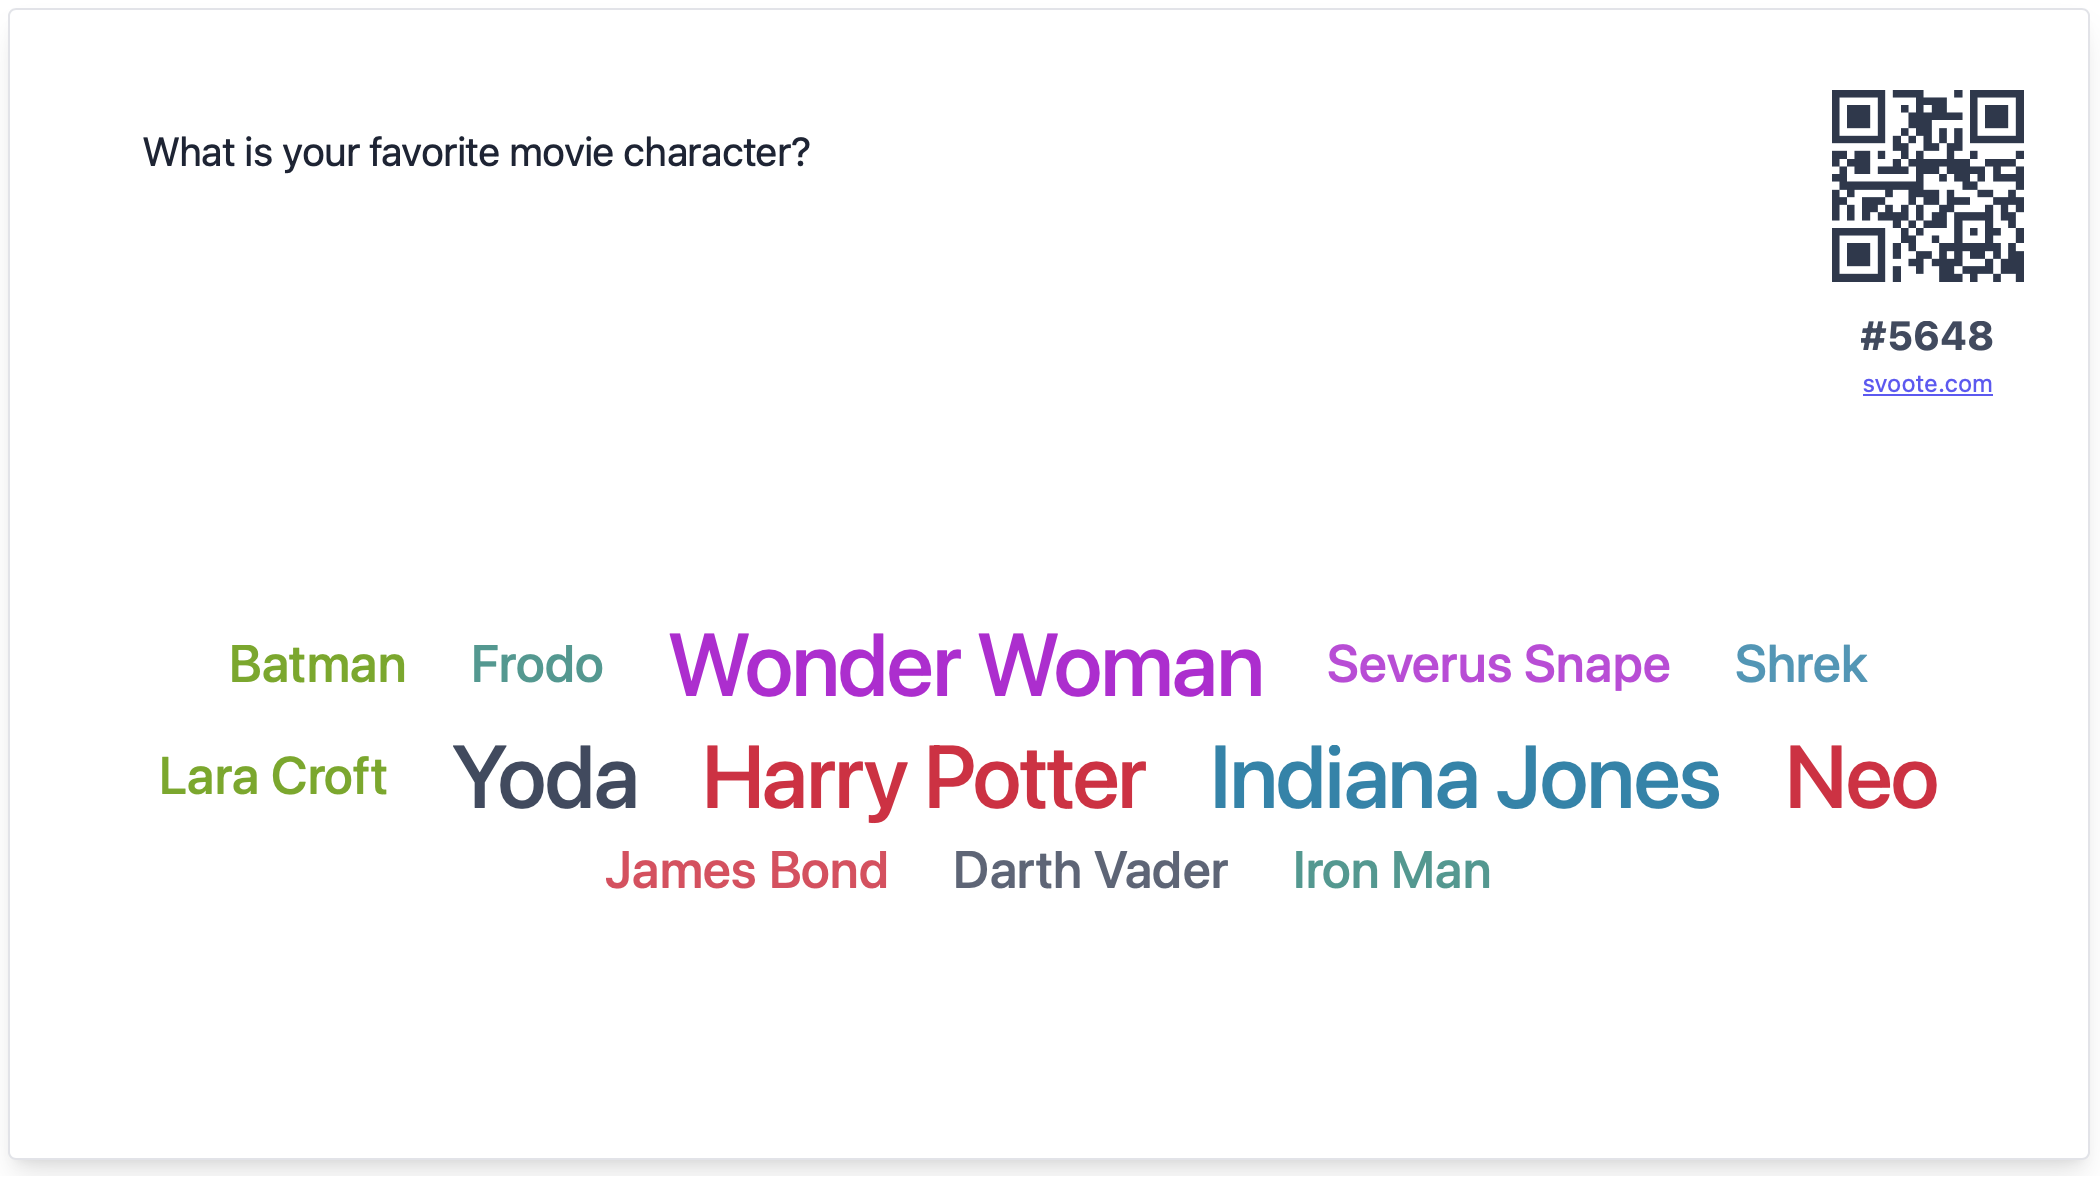 What is your favorite movie character?
#5648
svoote.com
Batman Frodo Wonder Woman Severus Snape Shrek
Lara Croft Yoda Harry Potter Indiana Jones Neo
James Bond Darth Vader Iron Man